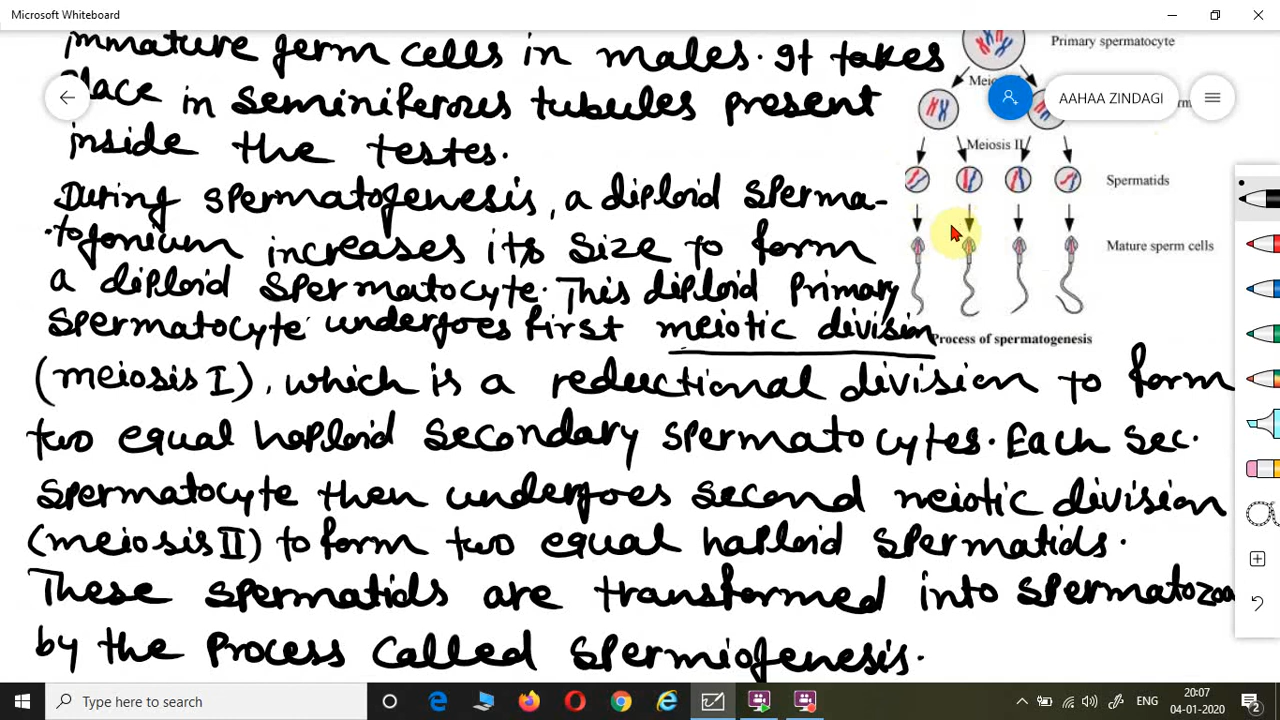 Microsoft Whiteboard
immature germ cells in males. It takes
Place in seminiferous tubules present
inside the testes.
During spermatogenesis, a diploid sperma-
togonium increases its size to form
a diploid spermatocyte. This diploid Primary
spermatocyte undergoes first meiotic division
(meiosis I), which is a reductional division to form
two equal haploid secondary spermatocytes. Each sec.
spermatocyte then undergoes second meiotic division
(meiosis II) to form two equal haploid spermatids.
These spermatids are transformed into spermatozoa
by the Process called spermiogenesis.
Primary spermatocyte
AAHAA ZINDAGI
Meiosis II
Spermatids
Mature sperm cells
Process of spermatogenesis
Type here to search
ENG
20:07
04-01-2020
2